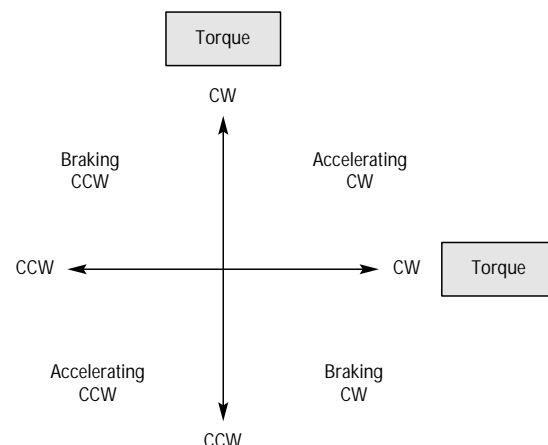 Torque
CW
Braking
CCW
Accelerating
CW
CCW
CW
Torque
Accelerating
CCW
Braking
CW
CCW